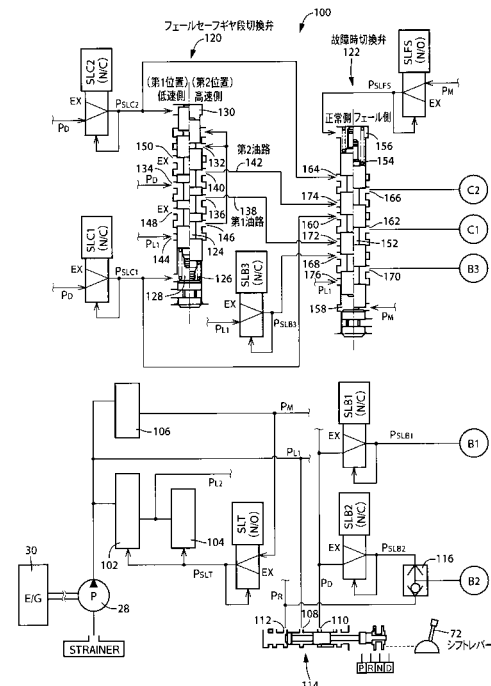 100
フェールセーフギヤ段切換弁
120
故障時切換弁
122
SLC2
(N/C)
EX
PSLC2
PD
(第1位置)
低速側
(第2位置)
高速側
130
SLFS
(N/O)
EX
PSLFS
PM
正常側
フェール側
156
154
150
EX
134
PD
132
第2油路
142
140
136
138
第1油路
148
EX
PL1
144
146
124
126
128
164
174
160
172
168
176
PL1
158
166
162
152
170
PM
C2
C1
B3
SLC1
(N/C)
EX
PSLC1
PD
SLB3
(N/C)
EX
PL1
PSLB3
106
PM
PL1
PL2
102
104
PSLT
SLT
(N/O)
EX
SLB1
(N/C)
EX
PSLB1
B1
SLB2
(N/C)
EX
PSLB2
116
B2
PD
PR
108
112
110
114
72
シフトレバー
P R N D
30
E/G
P
28
STRAINER